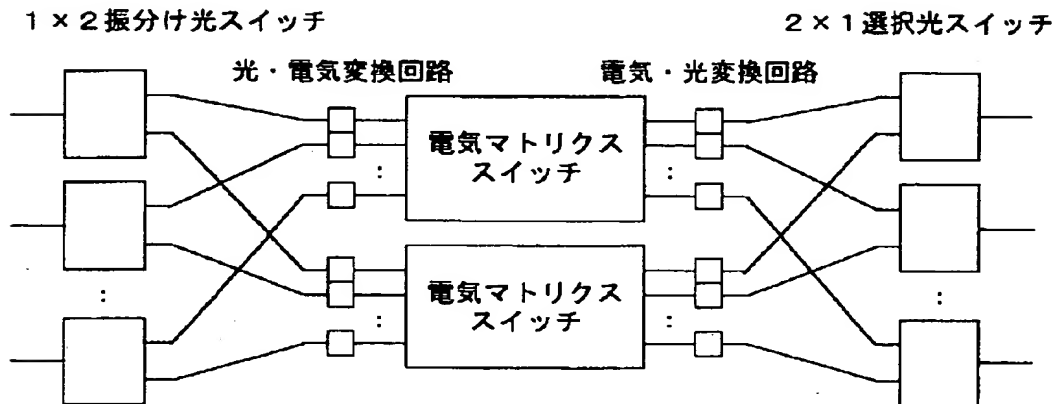 1×2振分け光スイッチ
2×1選択光スイッチ
光・電気変換回路
電気・光変換回路
電気マトリクス
スイッチ
電気マトリクス
スイッチ